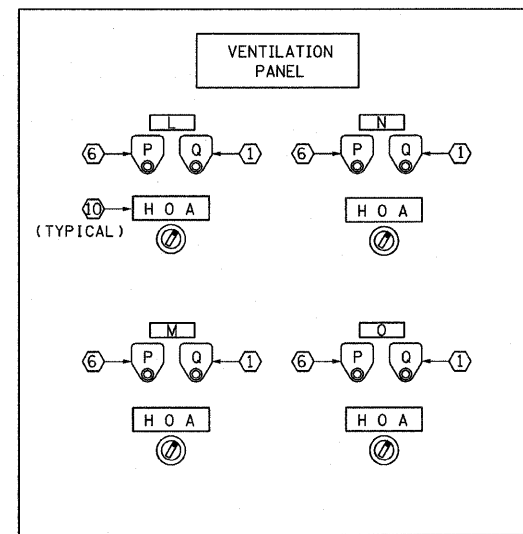 VENTILATION
PANEL
L
N
6 P Q 1
6 P Q 1
10 H O A
(TYPICAL)
H O A
M
O
6 P Q 1
6 P Q 1
H O A
H O A